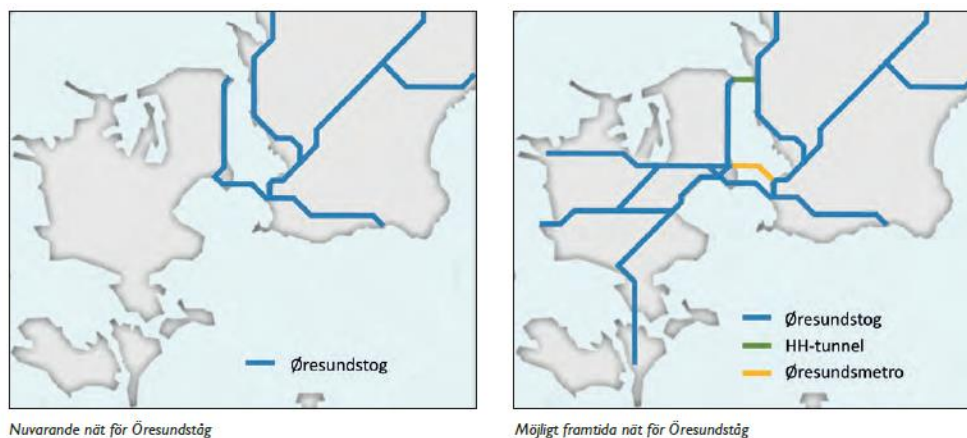 Øresundstog
Nuvarande nät för Öresundståg
Øresundstog
HH-tunnel
Øresundsmetro
Möjligt framtida nät för Öresundståg